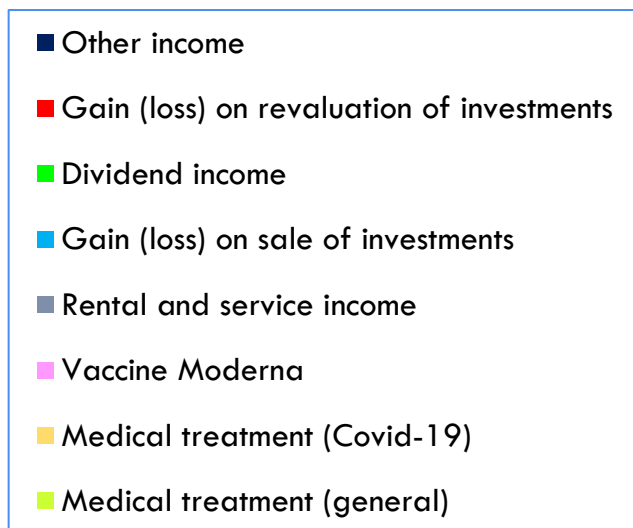 Other income
Gain (loss) on revaluation of investments
Dividend income
Gain (loss) on sale of investments
Rental and service income
Vaccine Moderna
Medical treatment (Covid-19)
Medical treatment (general)